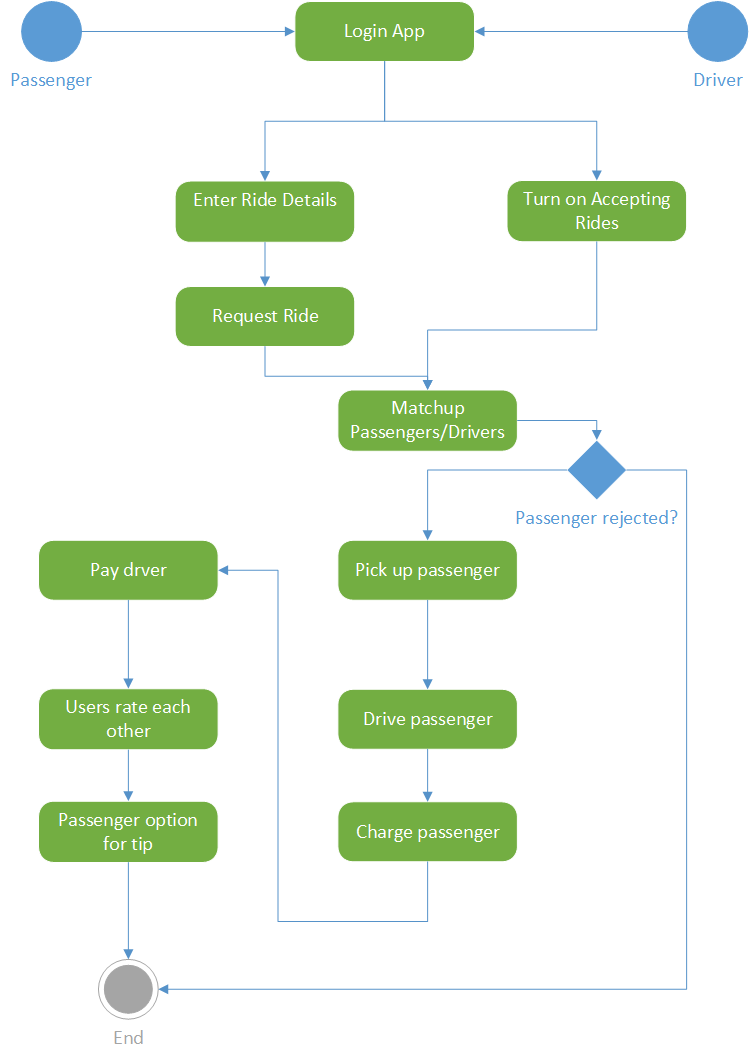 Login App
Passenger
Driver
Enter Ride Details
Turn on Accepting
Rides
Request Ride
Matchup
Passengers/Drivers
Passenger rejected?
Pay drver
Pick up passenger
Users rate each
other
Drive passenger
Passenger option
for tip
Charge passenger
End